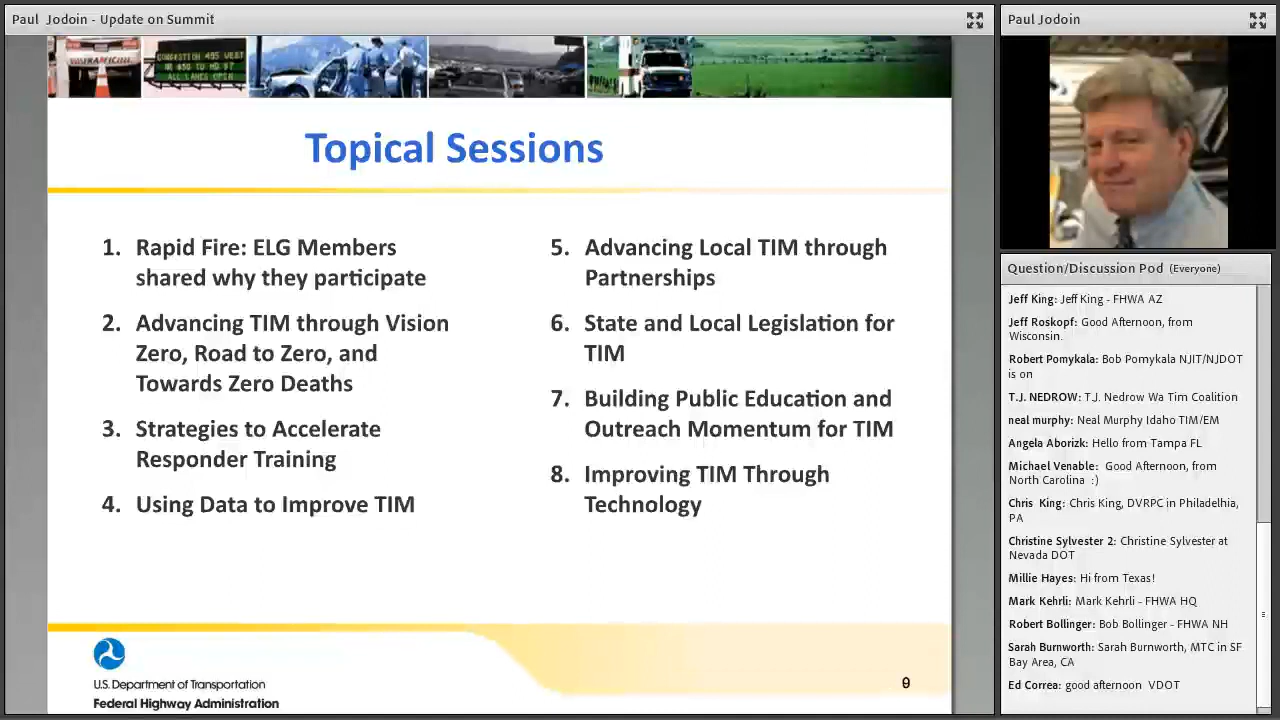 Paul Jodoin - Update on Summit
CONGESTION 495 WEST
ALL LANES OPEN
Topical Sessions
1. Rapid Fire: ELG Members
shared why they participate
2. Advancing TIM through Vision
Zero, Road to Zero, and
Towards Zero Deaths
3. Strategies to Accelerate
Responder Training
4. Using Data to Improve TIM
5. Advancing Local TIM through
Partnerships
6. State and Local Legislation for
TIM
7. Building Public Education and
Outreach Momentum for TIM
8. Improving TIM Through
Technology
U.S. Department of Transportation
Federal Highway Administration
Paul Jodoin
Question/Discussion Pod (Everyone)
Jeff King: Jeff King - FHWA AZ
Jeff Roskopf: Good Afternoon, from
Wisconsin.
Robert Pomykala: Bob Pomykala NJIT/NJDOT
is on
T.J. NEDROW: T.J. Nedrow Wa Tim Coalition
neal murphy: Neal Murphy Idaho TIM/EM
Angela Aborizk: Hello from Tampa FL
Michael Venable: Good Afternoon, from
North Carolina :)
Chris King: Chris King, DVRPC in Philadelhia,
PA
Christine Sylvester 2: Christine Sylvester at
Nevada DOT
Millie Hayes: Hi from Texas!
Mark Kehrli: Mark Kehrli - FHWA HQ
Robert Bollinger: Bob Bollinger - FHWA NH
Sarah Burnworth: Sarah Burnworth, MTC in SF
Bay Area, CA
Ed Correa: good afternoon VDOT